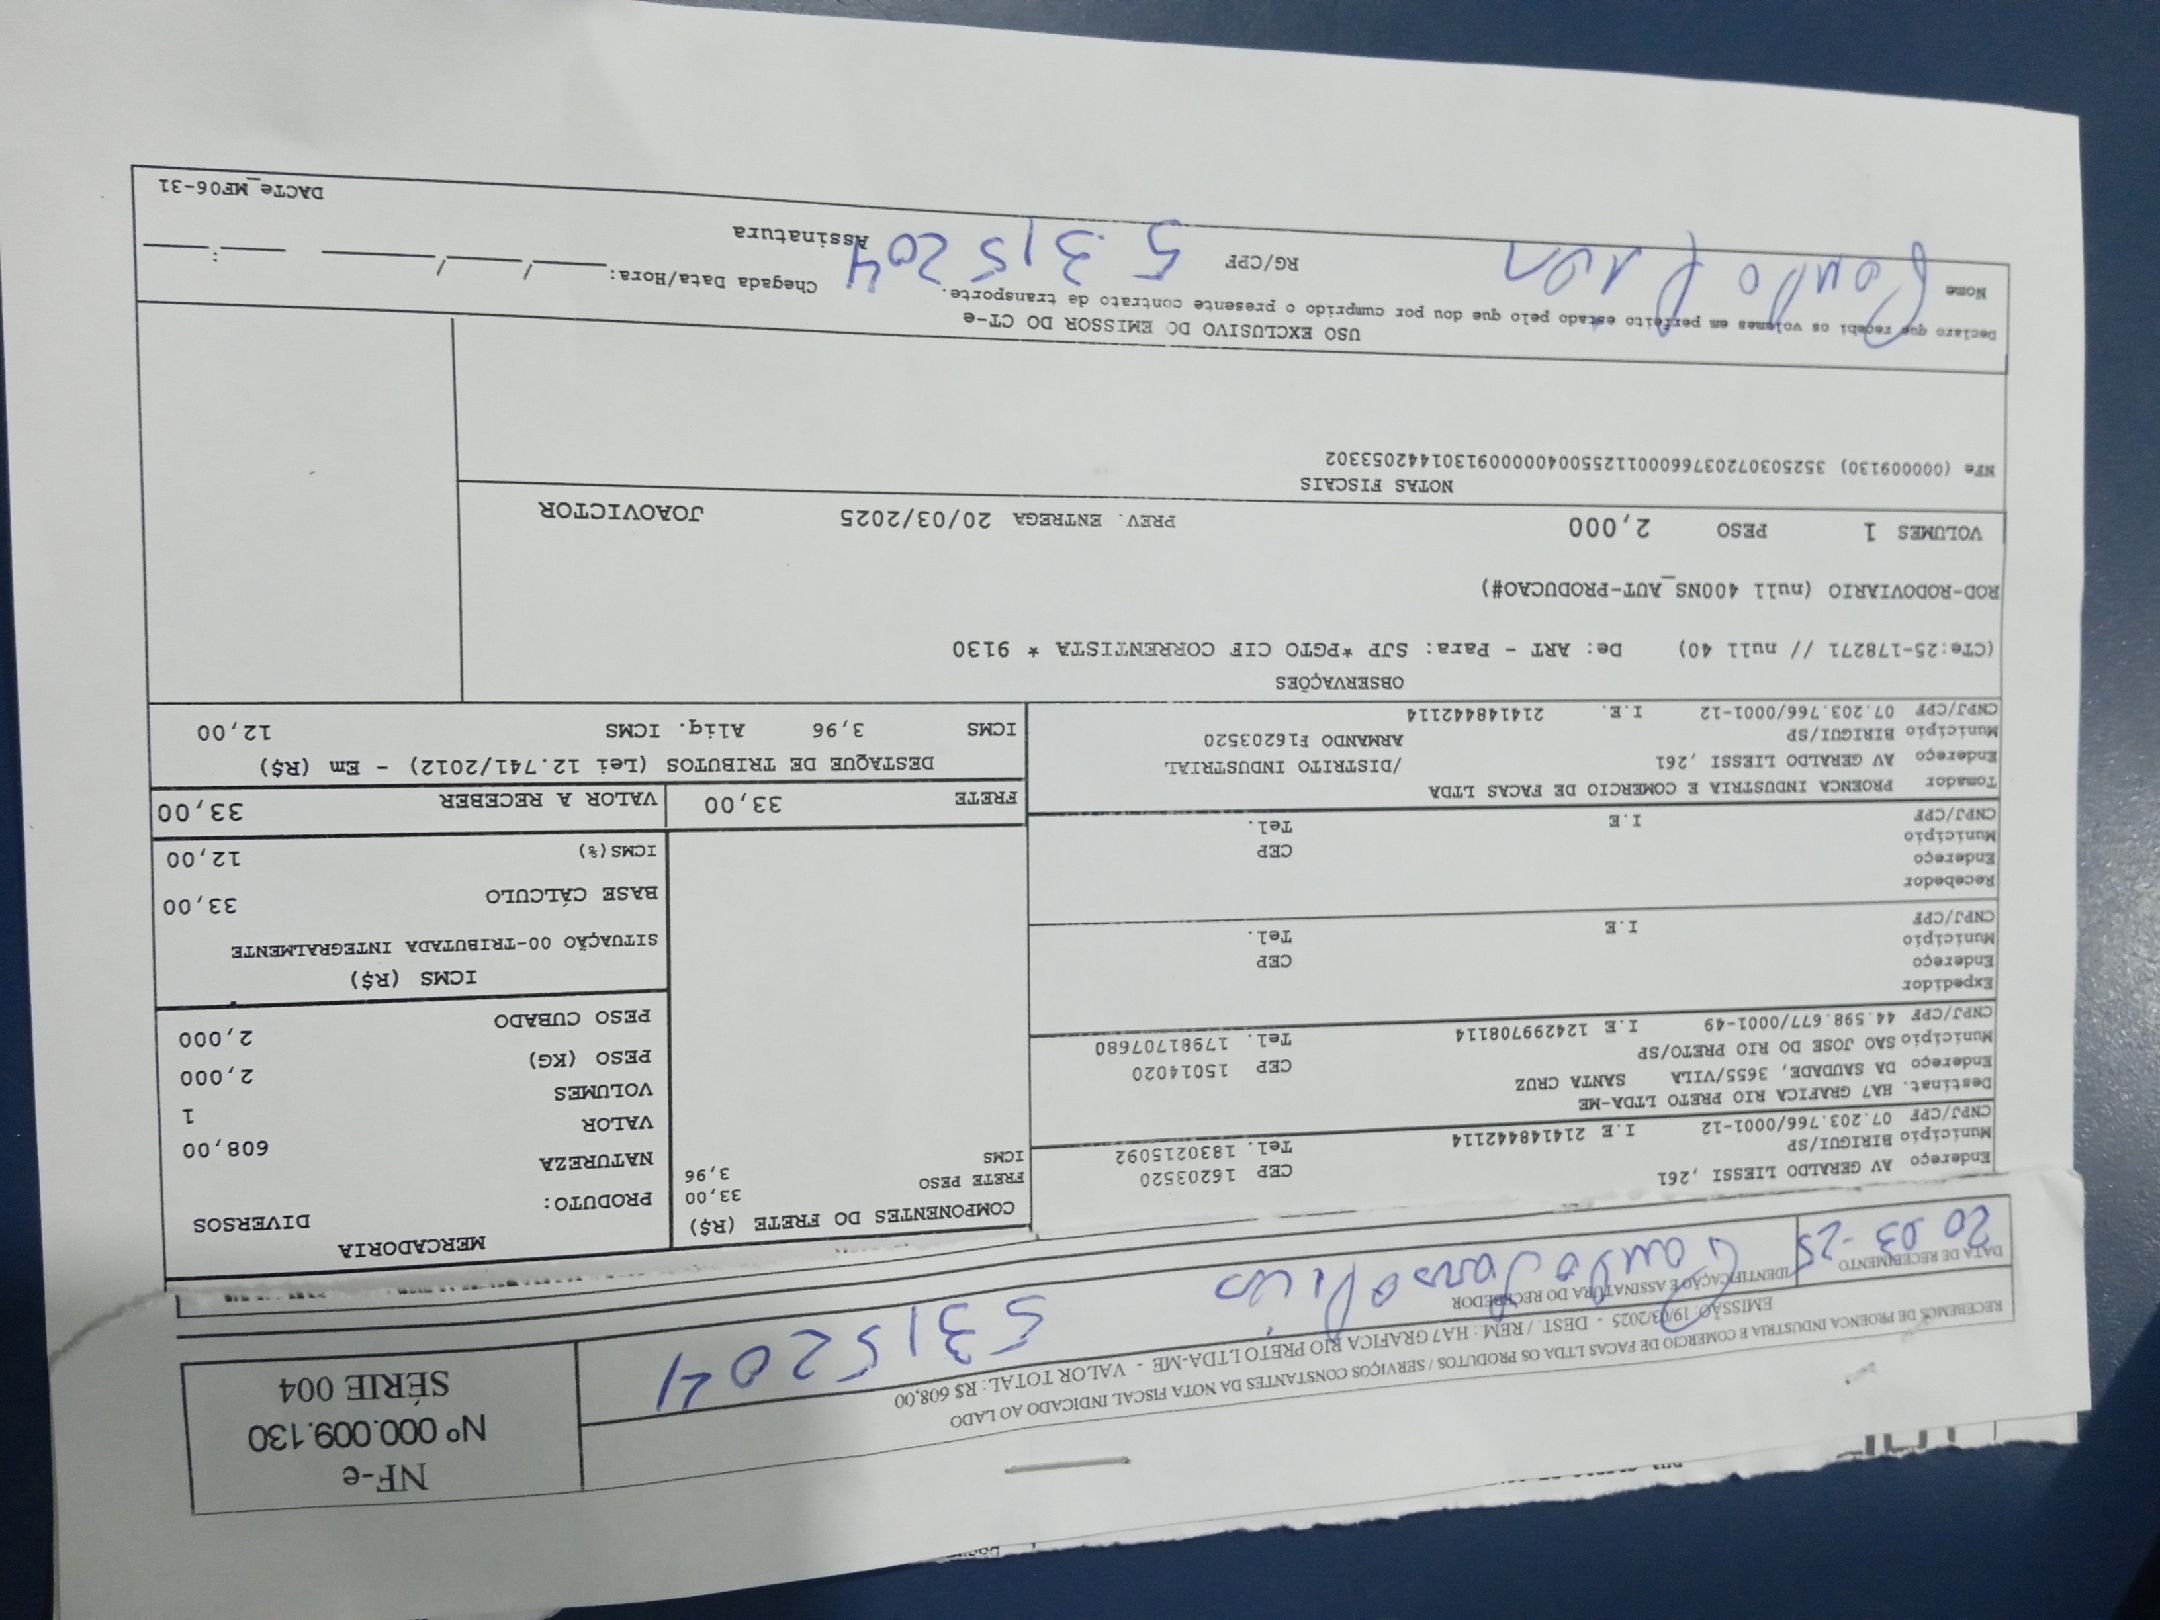 NF-e
Nº 000.009.130
SÉRIE 004
RECEBEMOS DE PROENCA INDUSTRIA E COMERCIO DE FACAS LTDA OS PRODUTOS / SERVIÇOS CONSTANTES DA NOTA FISCAL INDICADO AO LADO
EMISSÃO: 19/03/2025 - DEST. / REM: HA7 GRAFICA RIO PRETO LTDA-ME - VALOR TOTAL: R$ 608,00
DATA DE RECEBIMENTO
20 03-25
IDENTIFICAÇÃO E ASSINATURA DO RECEBEDOR
5315204
Endereço AV GERALDO LIESSI ,261 CEP 16203520
Município BIRIGUI/SP Tel. 1830215092
CNPJ/CPF 07.203.766/0001-12 I.E 214148442114
Destinat. HA7 GRAFICA RIO PRETO LTDA-ME
Endereço DA SAUDADE, 3655/VILA SANTA CRUZ CEP 15014020
Município SAO JOSE DO RIO PRETO/SP Tel. 17981707680
CNPJ/CPF 44.598.677/0001-49 I.E 124299708114
Expedidor
Endereço CEP
Município Tel.
CNPJ/CPF I.E
Recebedor
Endereço CEP
Município Tel.
CNPJ/CPF I.E
Tomador PROENCA INDUSTRIA E COMERCIO DE FACAS LTDA
Endereço AV GERALDO LIESSI ,261 /DISTRITO INDUSTRIAL
Município BIRIGUI/SP ARMANDO F16203520
CNPJ/CPF 07.203.766/0001-12 I.E. 214148442114
COMPONENTES DO FRETE (R$)
FRETE PESO 33,00
ICMS 3,96
MERCADORIA
PRODUTO: DIVERSOS
NATUREZA
VALOR 608,00
VOLUMES 1
PESO (KG) 2,000
PESO CUBADO 2,000
ICMS (R$)
SITUAÇÃO 00-TRIBUTADA INTEGRALMENTE
BASE CÁLCULO 33,00
ICMS(%) 12,00
FRETE 33,00 VALOR A RECEBER 33,00
DESTAQUE DE TRIBUTOS (Lei 12.741/2012) - Em (R$)
ICMS 3,96 Aliq. ICMS 12,00
OBSERVAÇÕES
(CTe:25-178271 // null 40) De: ART - Para: SJP *PGTO CIF CORRENTISTA * 9130
ROD-RODOVIARIO (null 400NS_AUT-PRODUCAO#)
VOLUMES 1 PESO 2,000 PREV. ENTREGA 20/03/2025 JOAOVICTOR
NOTAS FISCAIS
NFe (00009130) 35250307203766000112550040000091301442053302
USO EXCLUSIVO DO EMISSOR DO CT-e
Declaro que recebi os volumes em perfeito estado pelo que dou por cumprido o presente contrato de transporte.
Nome
RG/CPF 5.315204
Chegada Data/Hora: ____/____/____ ____:____
Assinatura
DACTe_MF06-31